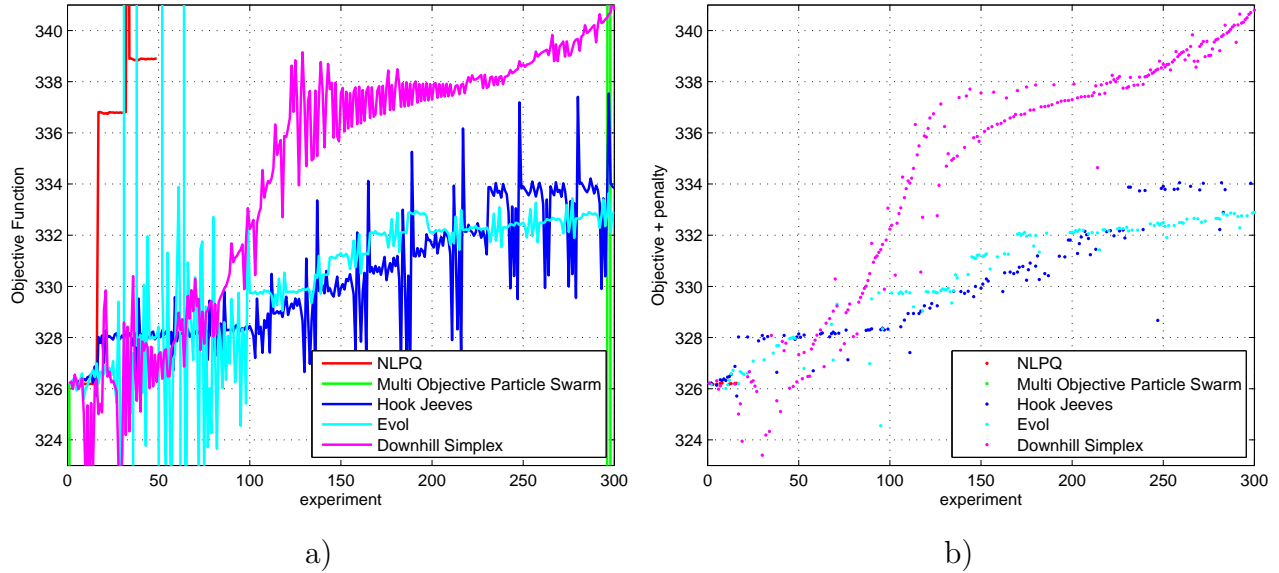 340
338
336
334
332
330
328
326
324
Objective Function
0 50 100 150 200 250 300
experiment
NLPQ
Multi Objective Particle Swarm
Hook Jeeves
Evol
Downhill Simplex
a)
340
338
336
334
332
330
328
326
324
Objective + penalty
0 50 100 150 200 250 300
experiment
NLPQ
Multi Objective Particle Swarm
Hook Jeeves
Evol
Downhill Simplex
b)